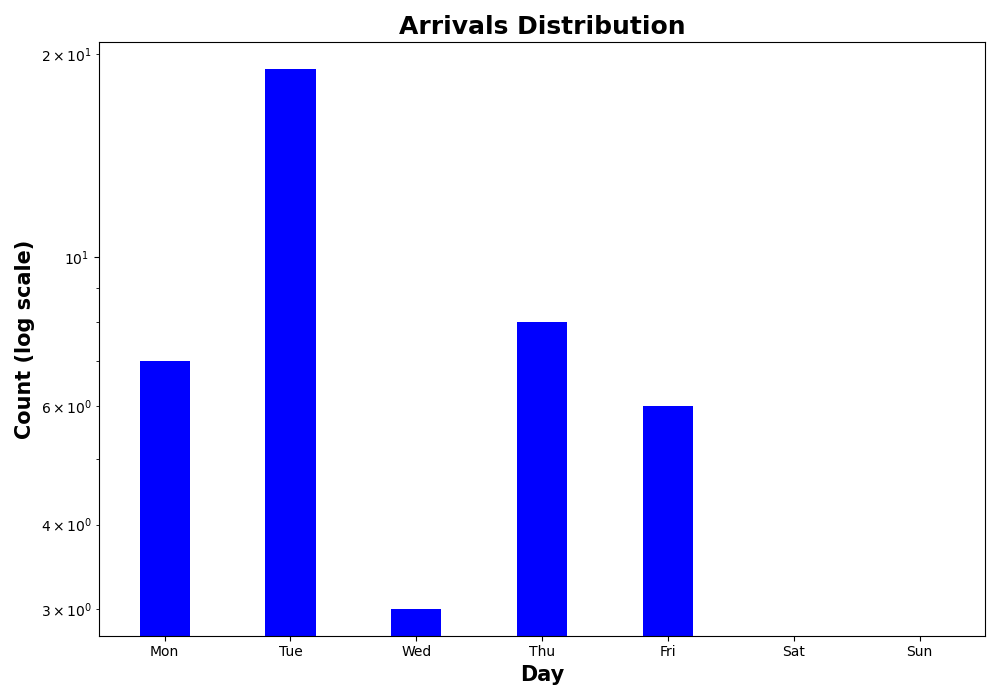 Arrivals Distribution
Count (log scale)
2 × 10¹
10¹
6 × 10⁰
4 × 10⁰
3 × 10⁰
Mon Tue Wed Thu Fri Sat Sun
Day